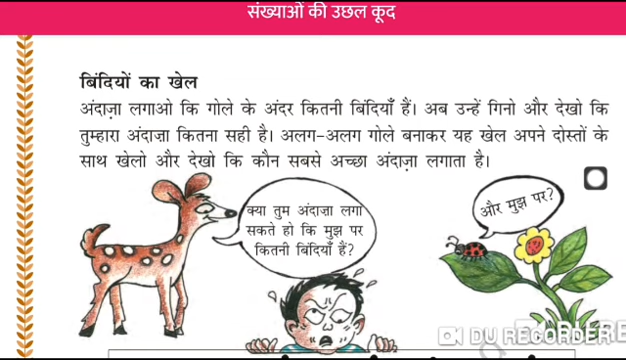 संख्याओं की उछल कूद
बिंदियों का खेल
अंदाज़ा लगाओ कि गोले के अंदर कितनी बिंदियाँ हैं। अब उन्हें गिनो और देखो कि
तुम्हारा अंदाज़ा कितना सही है। अलग-अलग गोले बनाकर यह खेल अपने दोस्तों के
साथ खेलो और देखो कि कौन सबसे अच्छा अंदाज़ा लगाता है।
क्या तुम अंदाज़ा लगा
सकते हो कि मुझ पर
कितनी बिंदियाँ हैं?
और मुझ पर?
DU RECORDER